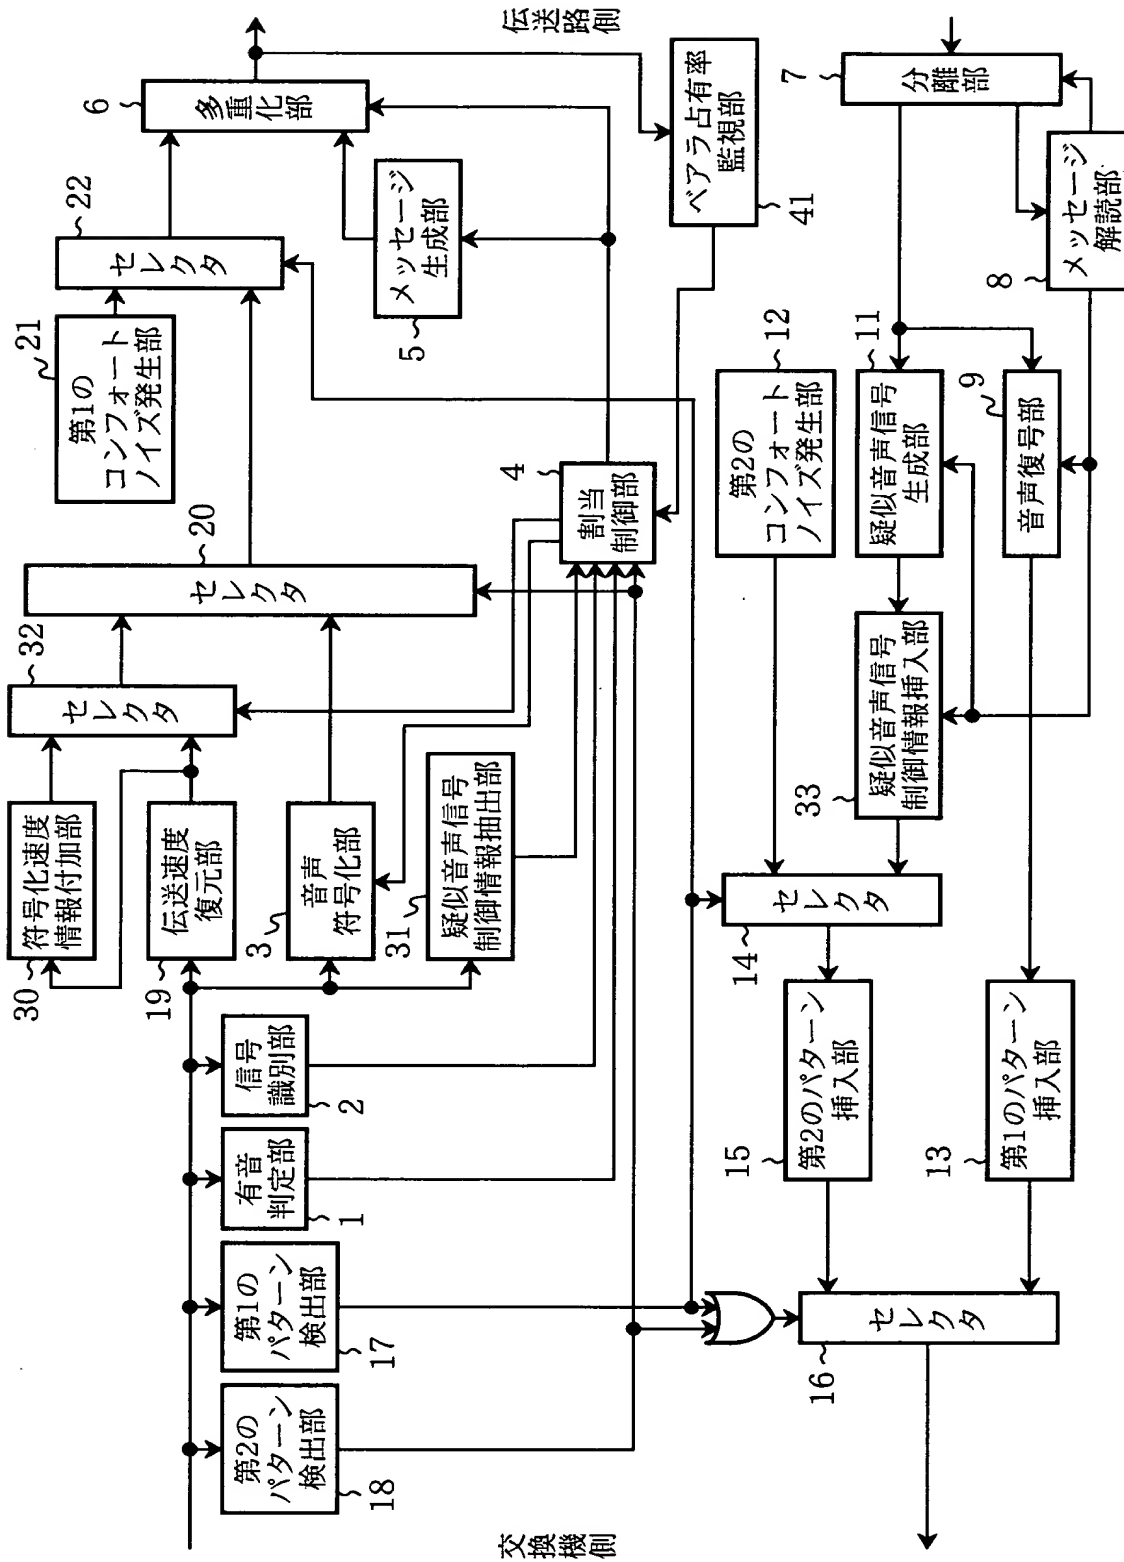 交換機側
第2の
パターン
検出部
18
第1の
パターン
検出部
17
有音
判定部
1
信号
識別部
2
符号化速度
情報付加部
30
伝送速度
復元部
19
音声
符号化部
3
疑似音声信号
制御情報抽出部
31
セレクタ
32
セレクタ
20
割当
制御部
4
第1の
コンフォート
ノイズ発生部
21
セレクタ
22
メッセージ
生成部
5
多重化部
6
伝送路側
ベアラ占有率
監視部
41
分離部
7
メッセージ
解読部
8
音声復号部
9
疑似音声信号
生成部
11
第2の
コンフォート
ノイズ発生部
12
疑似音声信号
制御情報挿入部
33
セレクタ
14
第2のパターン
挿入部
15
第1のパターン
挿入部
13
セレクタ
16